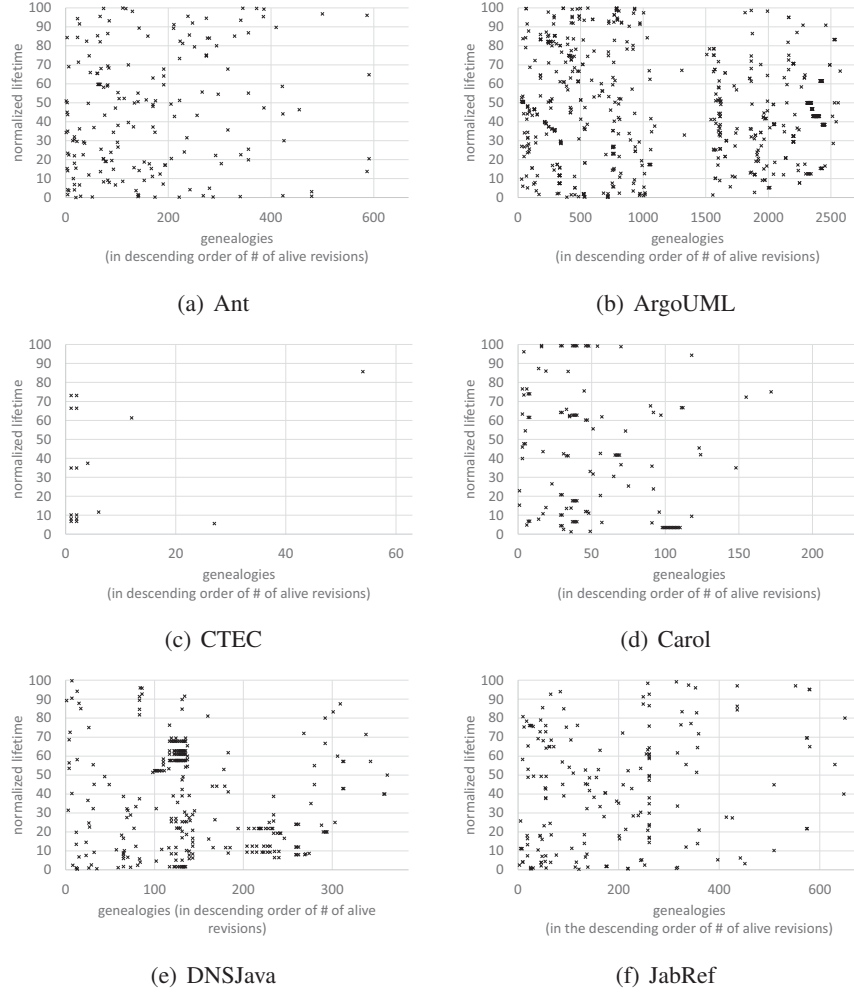 normalized lifetime
100
90
80
70
60
50
40
30
20
10
0
0 200 400 600
genealogies
(in descending order of # of alive revisions)
(a) Ant
normalized lifetime
100
90
80
70
60
50
40
30
20
10
0
0 500 1000 1500 2000 2500
genealogies
(in descending order of # of alive revisions)
(b) ArgoUML
normalized lifetime
100
90
80
70
60
50
40
30
20
10
0
0 20 40 60
genealogies
(in descending order of # of alive revisions)
(c) CTEC
normalized lifetime
100
90
80
70
60
50
40
30
20
10
0
0 50 100 150 200
genealogies
(in descending order of # of alive revisions)
(d) Carol
normalized lifetime
100
90
80
70
60
50
40
30
20
10
0
0 100 200 300
genealogies (in descending order of # of alive
revisions)
(e) DNSJava
normalized lifetime
100
90
80
70
60
50
40
30
20
10
0
0 200 400 600
genealogies
(in the descending order of # of alive revisions)
(f) JabRef